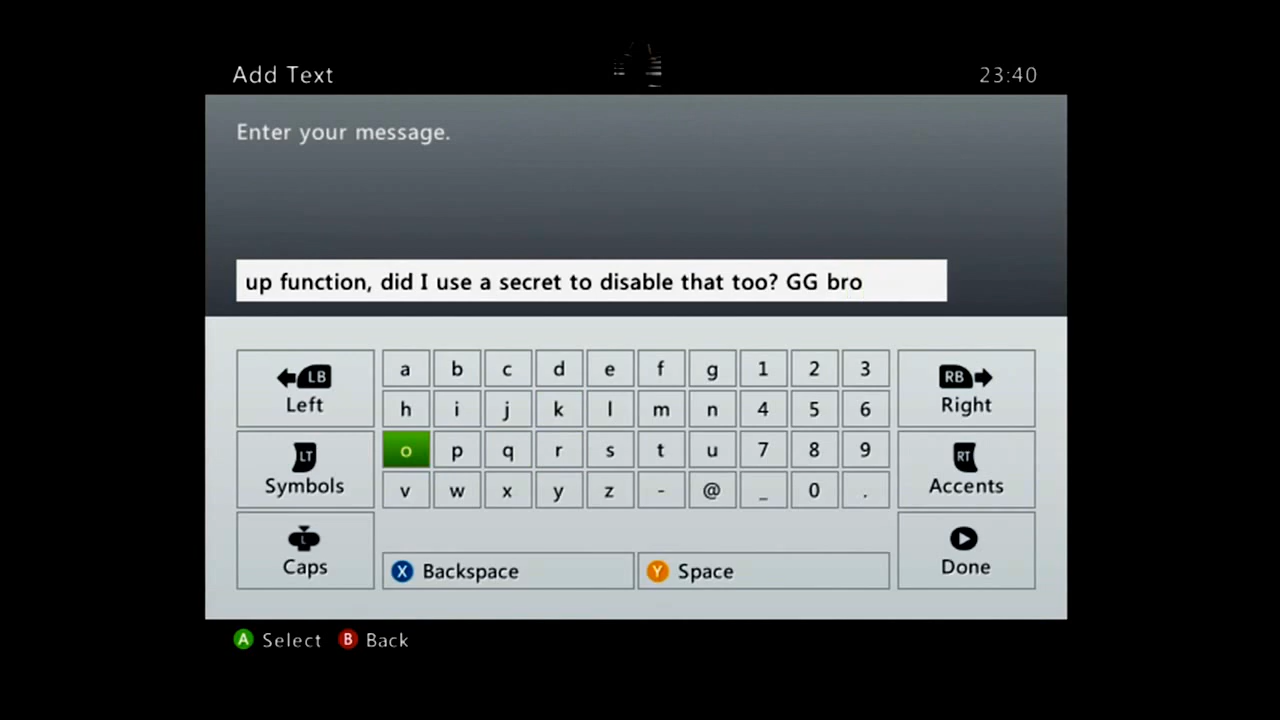 Add Text
23:40
Enter your message.
up function, did I use a secret to disable that too? GG bro
LB
Left
a b c d e f g 1 2 3
RB
Right
h i j k l m n 4 5 6
LT
Symbols
o p q r s t u 7 8 9
RT
Accents
v w x y z - @ _ 0 .
L
Caps
X Backspace
Y Space
Done
A Select B Back